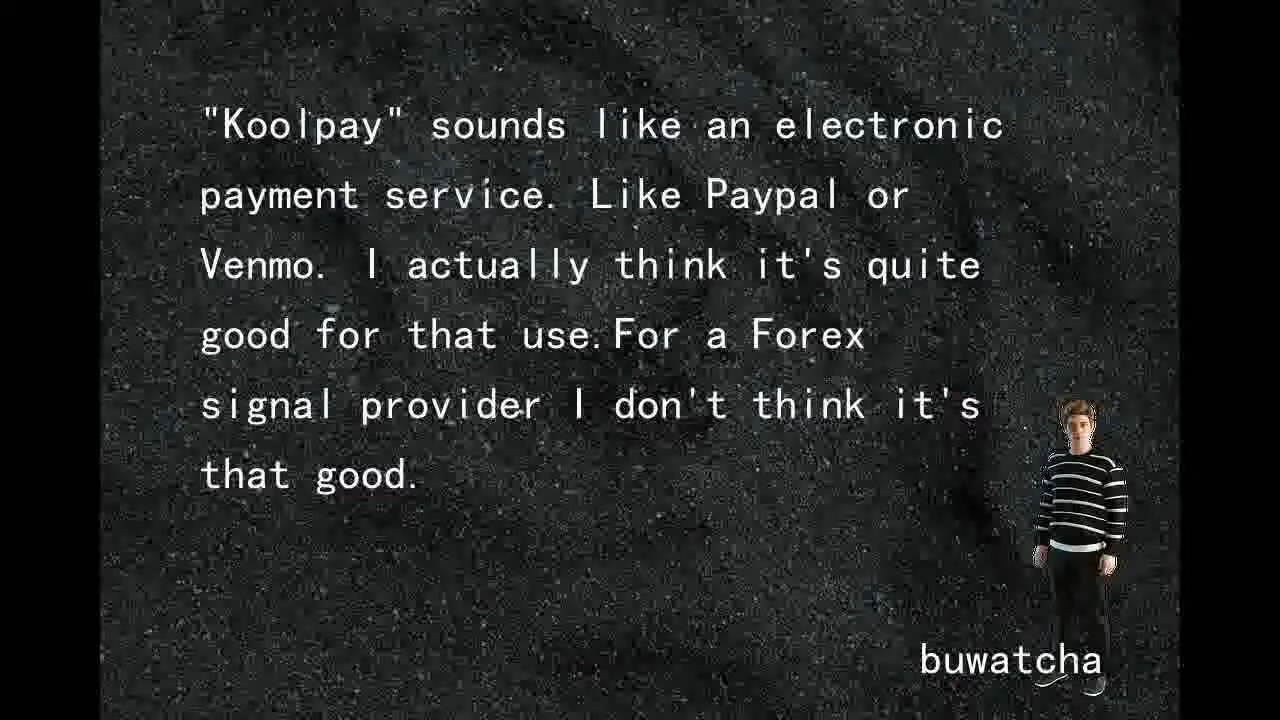 "Koolpay" sounds like an electronic
payment service. Like Paypal or
Venmo. I actually think it's quite
good for that use.For a Forex
signal provider I don't think it's
that good.
buwatcha